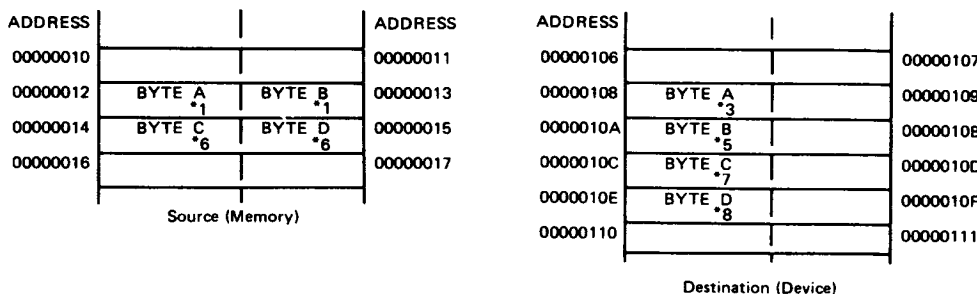 ADDRESS ADDRESS
00000010 00000011
00000012 BYTE A *1 BYTE B *1 00000013
00000014 BYTE C *6 BYTE D *6 00000015
00000016 00000017
Source (Memory)
ADDRESS
00000106 00000107
00000108 BYTE A *3 00000109
0000010A BYTE B *5 0000010B
0000010C BYTE C *7 0000010D
0000010E BYTE D *8 0000010F
00000110 00000111
Destination (Device)